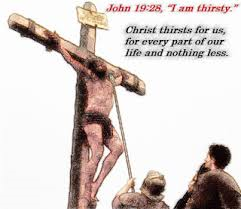 John 19:28, "I am thirsty."
Christ thirsts for us,
for every part of our
life and nothing less.